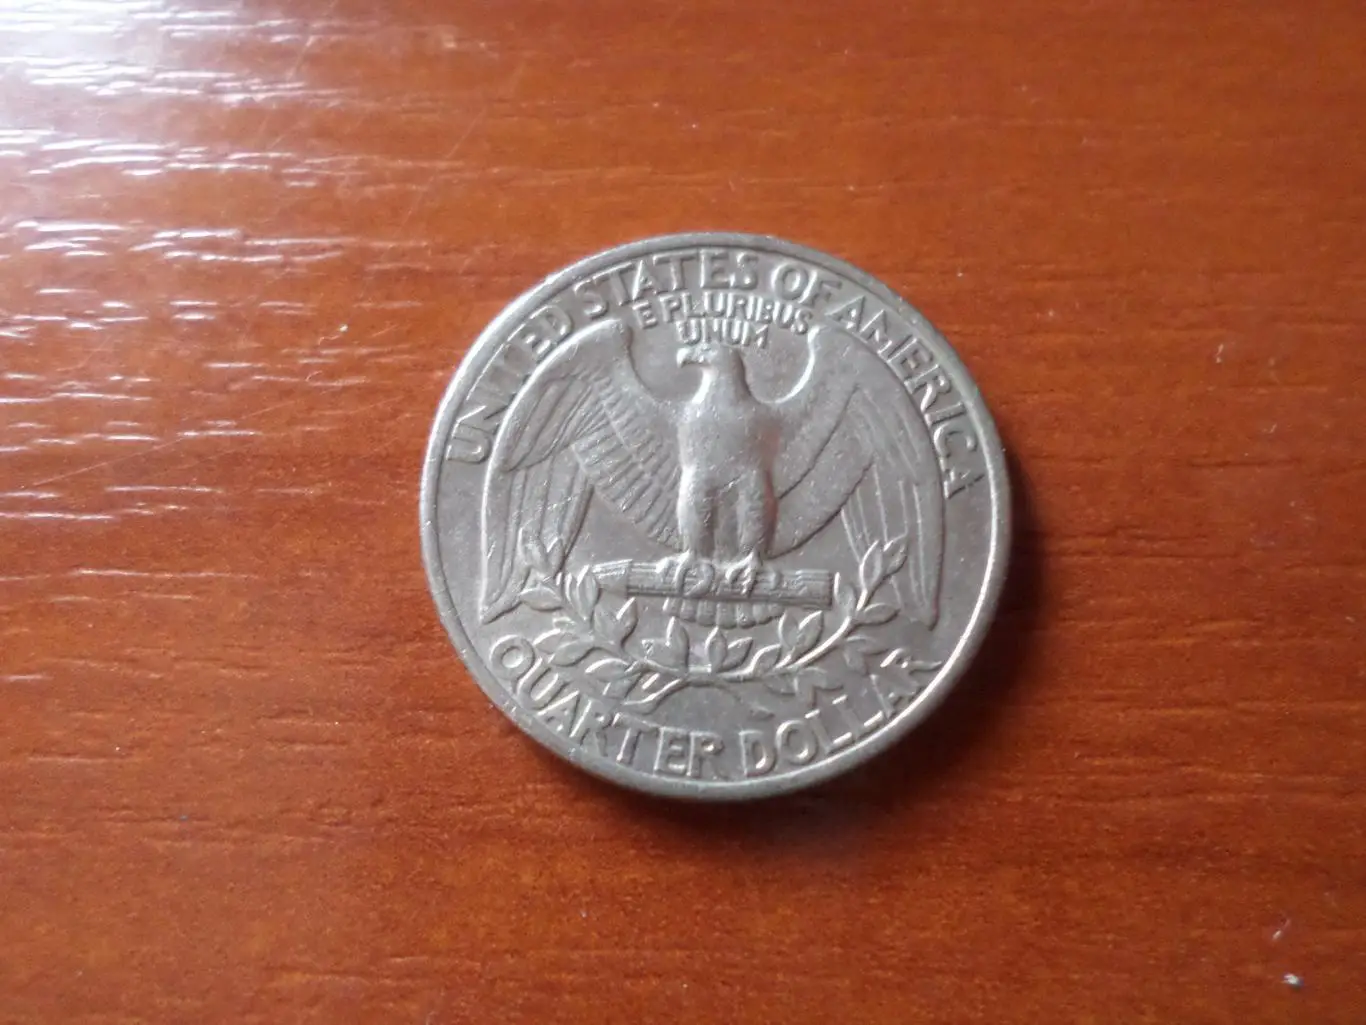 UNITED STATES OF AMERICA
E PLURIBUS
UNUM
QUARTER DOLLAR